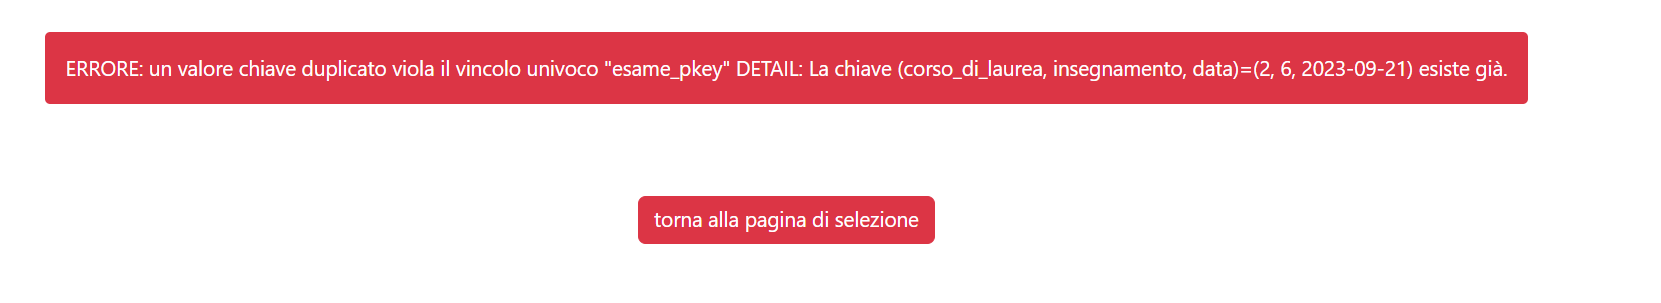 ERRORE: un valore chiave duplicato viola il vincolo univoco "esame_pkey" DETAIL: La chiave (corso_di_laurea, insegnamento, data)=(2, 6, 2023-09-21) esiste già.
torna alla pagina di selezione